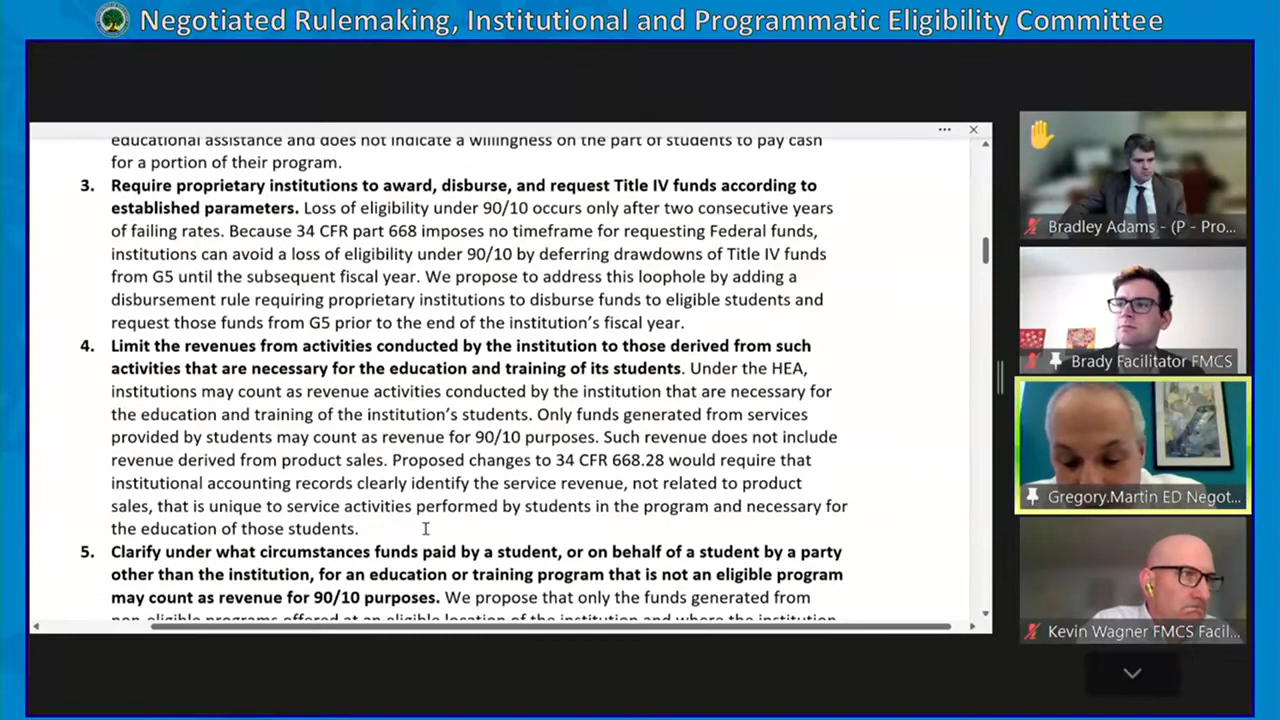 Negotiated Rulemaking, Institutional and Programmatic Eligibility Committee
educational assistance and does not indicate a willingness on the part of students to pay cash
for a portion of their program.
3. Require proprietary institutions to award, disburse, and request Title IV funds according to
established parameters. Loss of eligibility under 90/10 occurs only after two consecutive years
of failing rates. Because 34 CFR part 668 imposes no timeframe for requesting Federal funds,
institutions can avoid a loss of eligibility under 90/10 by deferring drawdowns of Title IV funds
from G5 until the subsequent fiscal year. We propose to address this loophole by adding a
disbursement rule requiring proprietary institutions to disburse funds to eligible students and
request those funds from G5 prior to the end of the institution's fiscal year.
4. Limit the revenues from activities conducted by the institution to those derived from such
activities that are necessary for the education and training of its students. Under the HEA,
institutions may count as revenue activities conducted by the institution that are necessary for
the education and training of the institution's students. Only funds generated from services
provided by students may count as revenue for 90/10 purposes. Such revenue does not include
revenue derived from product sales. Proposed changes to 34 CFR 668.28 would require that
institutional accounting records clearly identify the service revenue, not related to product
sales, that is unique to service activities performed by students in the program and necessary for
the education of those students.
5. Clarify under what circumstances funds paid by a student, or on behalf of a student by a party
other than the institution, for an education or training program that is not an eligible program
may count as revenue for 90/10 purposes. We propose that only the funds generated from
non-eligible programs offered at an eligible location of the institution and where the institution
Bradley Adams - (P - Pro...
Brady Facilitator FMCS
Gregory.Martin ED Negot...
Kevin Wagner FMCS Facil...